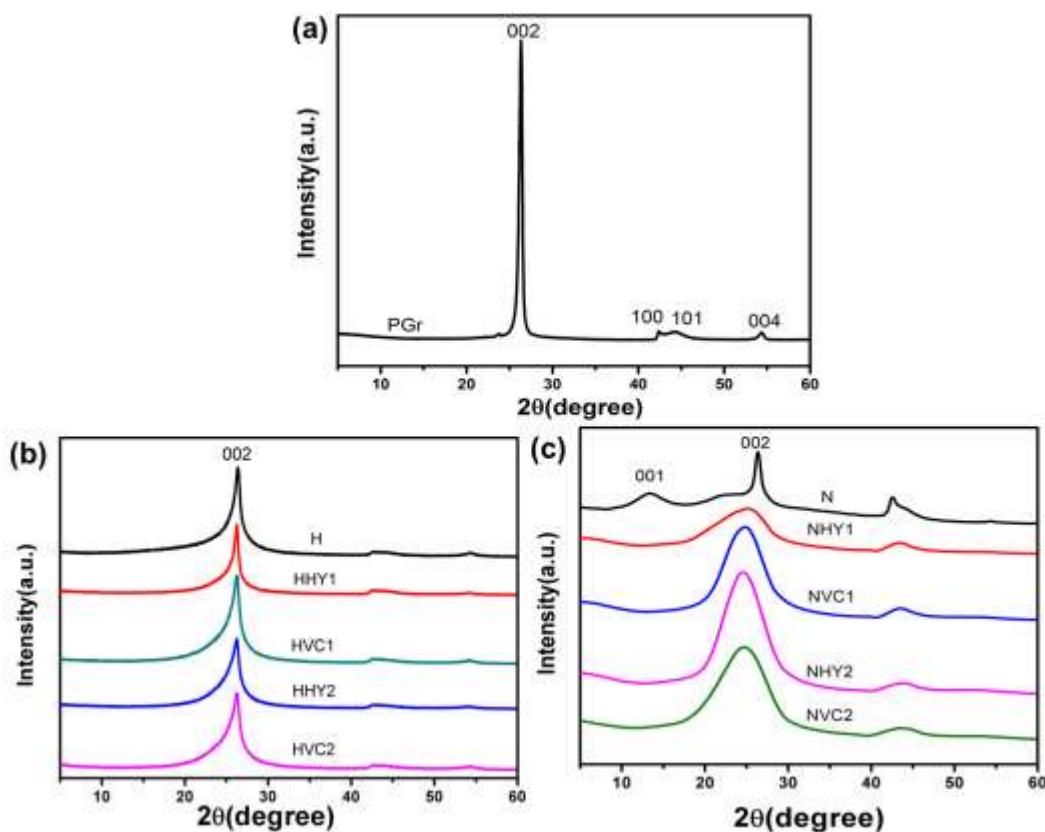 (a)
002
Intensity(a.u.)
PGr
100 101
004
10 20 30 40 50 60
2θ(degree)
(b)
002
Intensity(a.u.)
H
HHY1
HVC1
HHY2
HVC2
10 20 30 40 50 60
2θ(degree)
(c)
002
001
Intensity(a.u.)
N
NHY1
NVC1
NHY2
NVC2
10 20 30 40 50 60
2θ(degree)